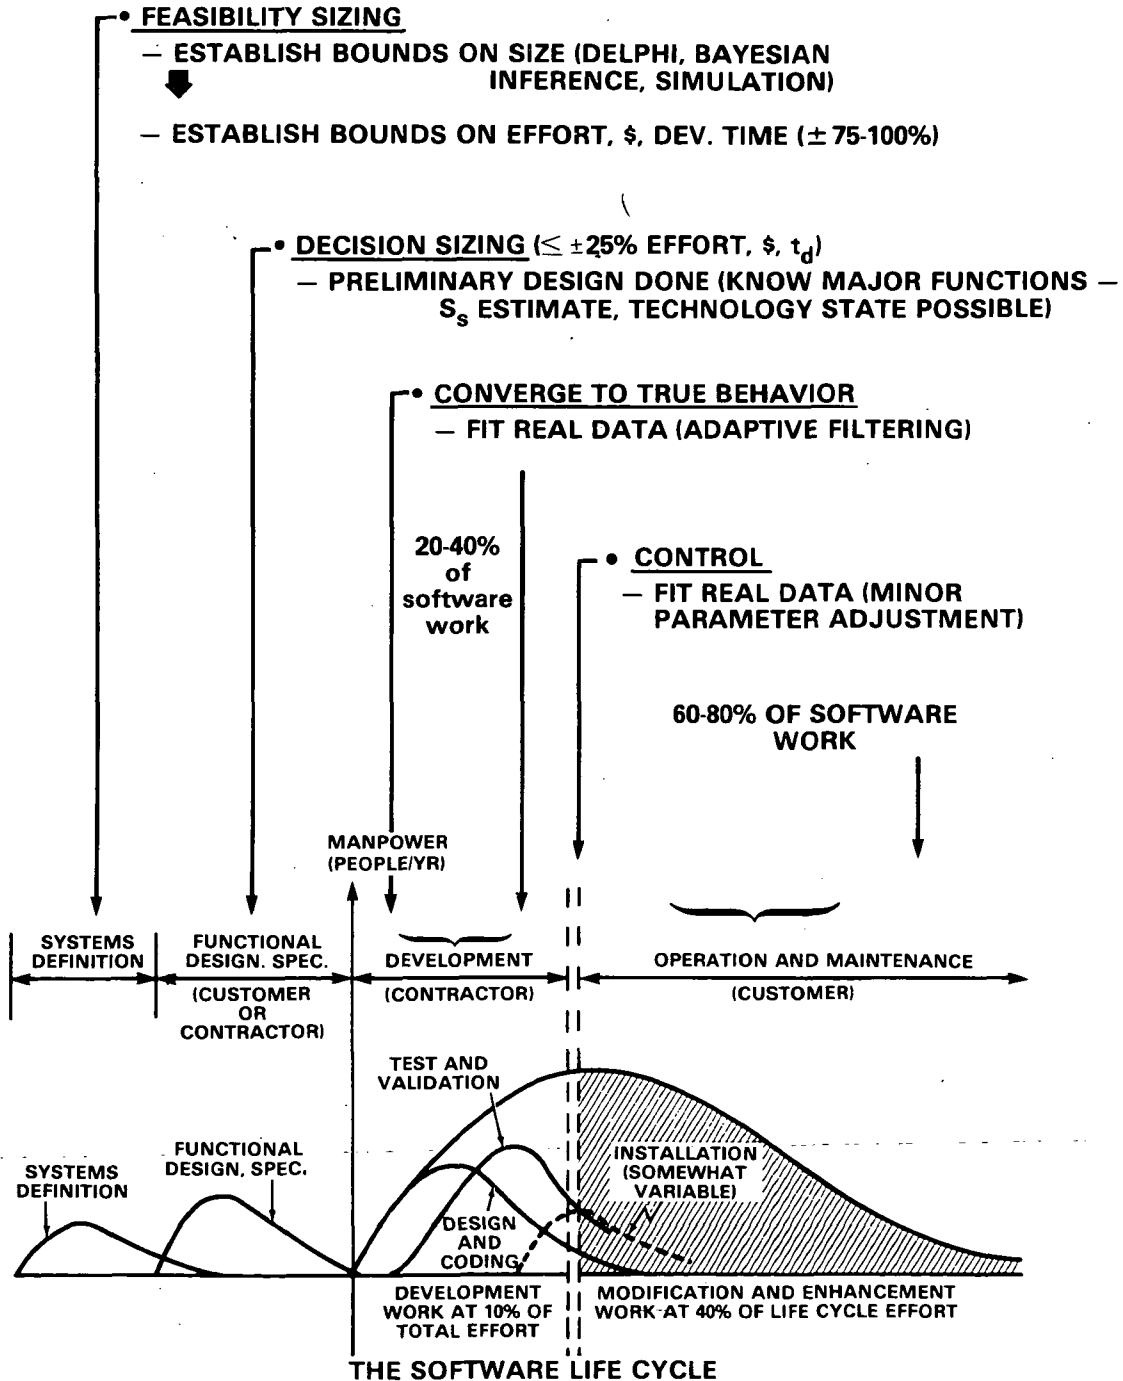 • FEASIBILITY SIZING
– ESTABLISH BOUNDS ON SIZE (DELPHI, BAYESIAN
INFERENCE, SIMULATION)
– ESTABLISH BOUNDS ON EFFORT, $, DEV. TIME (± 75-100%)
• DECISION SIZING (≤ ±25% EFFORT, $, t_d)
– PRELIMINARY DESIGN DONE (KNOW MAJOR FUNCTIONS –
S_s ESTIMATE, TECHNOLOGY STATE POSSIBLE)
• CONVERGE TO TRUE BEHAVIOR
– FIT REAL DATA (ADAPTIVE FILTERING)
20-40%
of
software
work
• CONTROL
– FIT REAL DATA (MINOR
PARAMETER ADJUSTMENT)
60-80% OF SOFTWARE
WORK
MANPOWER
(PEOPLE/YR)
SYSTEMS
DEFINITION
FUNCTIONAL
DESIGN. SPEC.
(CUSTOMER
OR
CONTRACTOR)
DEVELOPMENT
(CONTRACTOR)
OPERATION AND MAINTENANCE
(CUSTOMER)
TEST AND
VALIDATION
FUNCTIONAL
DESIGN, SPEC.
SYSTEMS
DEFINITION
INSTALLATION
(SOMEWHAT
VARIABLE)
DESIGN
AND
CODING
DEVELOPMENT
WORK AT 10% OF
TOTAL EFFORT
MODIFICATION AND ENHANCEMENT
WORK AT 40% OF LIFE CYCLE EFFORT
THE SOFTWARE LIFE CYCLE